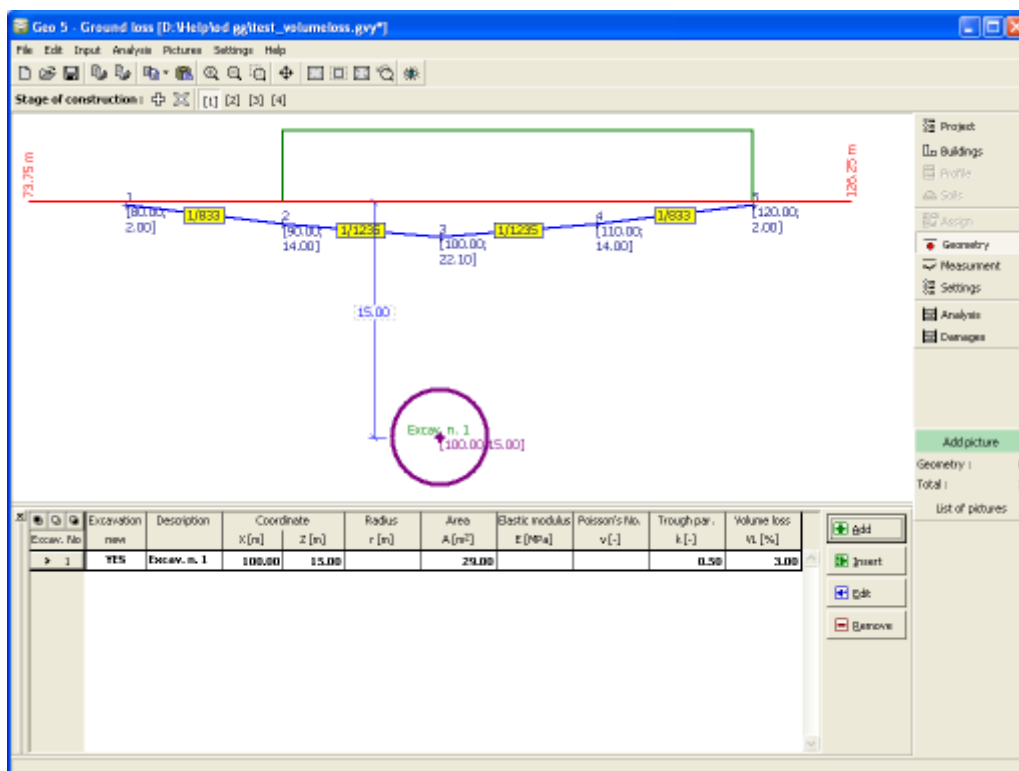 Geo 5 - Ground loss [D:\Help\od gg\test_volumeloss.gvy*]
File Edit Input Analysis Pictures Settings Help
Stage of construction : [1] [2] [3] [4]
73.75 m
126.25 m
1
[80.00;
2.00]
1/833
2
[90.00;
14.00]
1/1235
3
[100.00;
22.10]
1/1235
4
[110.00;
14.00]
1/833
5
[120.00;
2.00]
15.00
Excav. n. 1
[100.00;15.00]
Project
Buildings
Profile
Soils
Assign
Geometry
Measurment
Settings
Analysis
Damages
Add picture
Geometry :
Total :
List of pictures
Excavation Description Coordinate Radius Area Elastic modulus Poisson's No. Trough par. Volume loss
Excav. No new X [m] Z [m] r [m] A [m²] E [MPa] ν [-] k [-] VL [%]
1 YES Excav. n. 1 100.00 15.00 29.00 0.50 3.00
Add
Insert
Edit
Remove